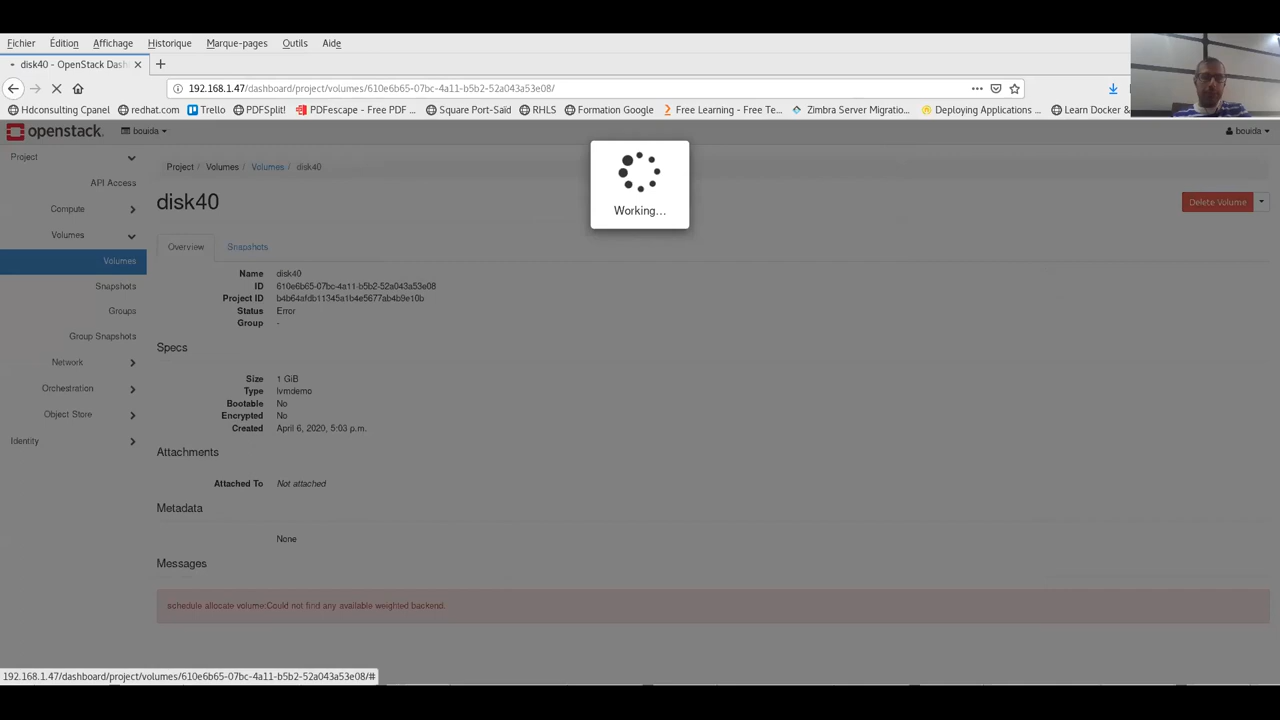 Fichier Édition Affichage Historique Marque-pages Outils Aide
disk40 - OpenStack Dash
192.168.1.47/dashboard/project/volumes/610e6b65-07bc-4a11-b5b2-52a043a53e08/
Hdconsulting Cpanel redhat.com Trello PDFSplit! PDFescape - Free PDF ... Square Port-Saïd RHLS Formation Google Free Learning - Free Te... Zimbra Server Migratio... Deploying Applications ... Learn Docker &
openstack. bouida bouida
Project
API Access
Compute
Volumes
Volumes
Snapshots
Groups
Group Snapshots
Network
Orchestration
Object Store
Identity
Project / Volumes / Volumes / disk40
disk40
Delete Volume
Working...
Overview Snapshots
Name disk40
ID 610e6b65-07bc-4a11-b5b2-52a043a53e08
Project ID b4b64afdb11345a1b4e5677ab4b9e10b
Status Error
Group -
Specs
Size 1 GiB
Type lvmdemo
Bootable No
Encrypted No
Created April 6, 2020, 5:03 p.m.
Attachments
Attached To Not attached
Metadata
None
Messages
schedule allocate volume:Could not find any available weighted backend.
192.168.1.47/dashboard/project/volumes/610e6b65-07bc-4a11-b5b2-52a043a53e08/#